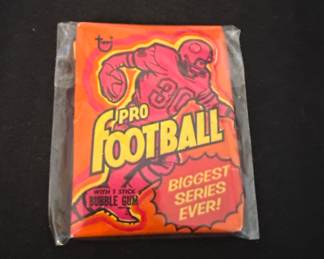 30
PRO
FOOTBALL
WITH 1 STICK
BUBBLE GUM
BIGGEST
SERIES
EVER!